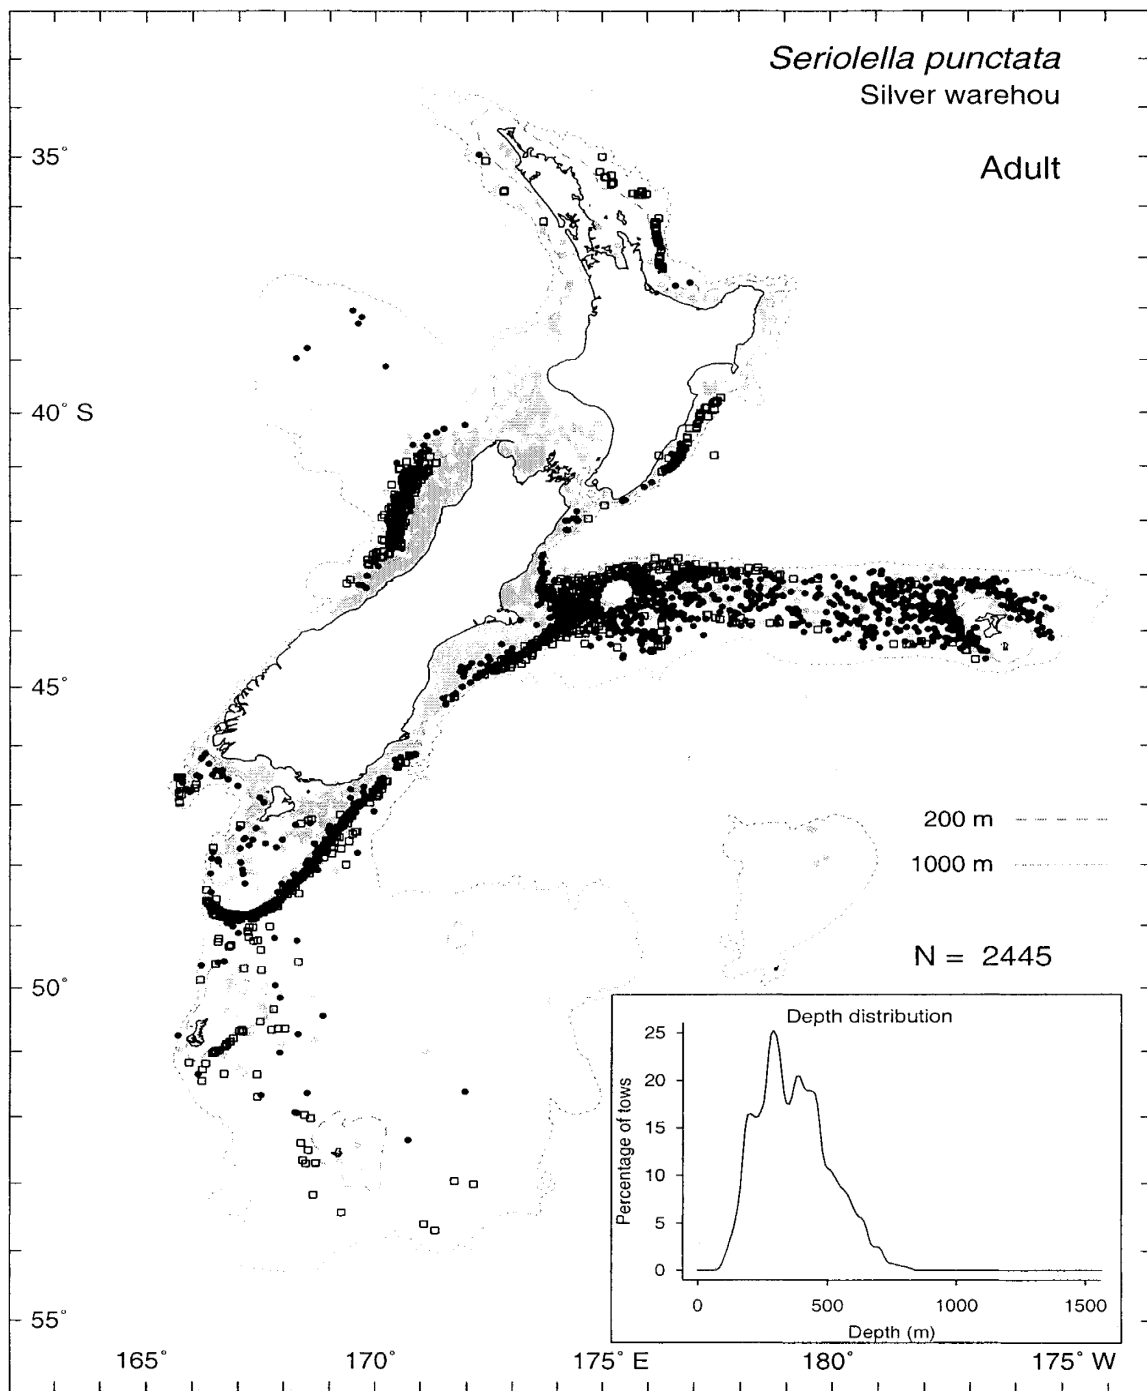 Seriolella punctata
Silver warehou
Adult
35°
40° S
45°
50°
55°
200 m
1000 m
N = 2445
Depth distribution
Percentage of tows
25
20
15
10
5
0
0 500 1000 1500
Depth (m)
165° 170° 175° E 180° 175° W